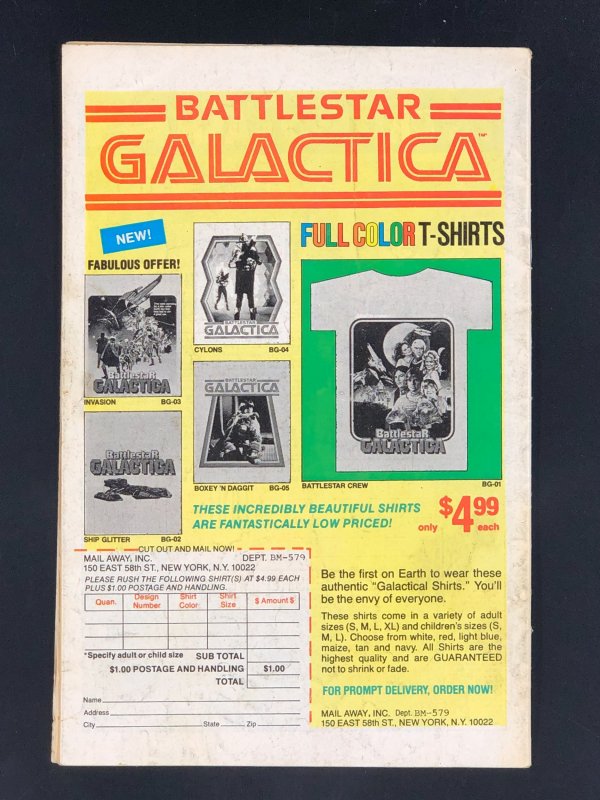 BATTLESTAR
GALACTICA™
NEW!
FABULOUS OFFER!
FULL COLOR T-SHIRTS
BATTLESTAR
GALACTICA
CYLONS BG-04
BattlestaR
GALACTICA
INVASION BG-03
BATTLESTAR
GALACTICA
BOXEY 'N DAGGIT BG-05
BattlestaR
GALACTICA
BATTLESTAR CREW BG-01
BattlestaR
GALACTICA
SHIP GLITTER BG-02
THESE INCREDIBLY BEAUTIFUL SHIRTS
ARE FANTASTICALLY LOW PRICED!
only $4.99 each
CUT OUT AND MAIL NOW!
MAIL AWAY, INC. DEPT. BM-579
150 EAST 58th ST., NEW YORK, N.Y. 10022
PLEASE RUSH THE FOLLOWING SHIRT(S) AT $4.99 EACH
PLUS $1.00 POSTAGE AND HANDLING.
Quan. Design Number Shirt Color Shirt Size $ Amount $
*Specify adult or child size SUB TOTAL
$1.00 POSTAGE AND HANDLING $1.00
TOTAL
Name
Address
City State Zip
Be the first on Earth to wear these
authentic "Galactical Shirts." You'll
be the envy of everyone.
These shirts come in a variety of adult
sizes (S, M, L, XL) and children's sizes (S,
M, L). Choose from white, red, light blue,
maize, tan and navy. All Shirts are the
highest quality and are GUARANTEED
not to shrink or fade.
FOR PROMPT DELIVERY, ORDER NOW!
MAIL AWAY, INC. Dept. BM-579
150 EAST 58th ST., NEW YORK, N.Y. 10022